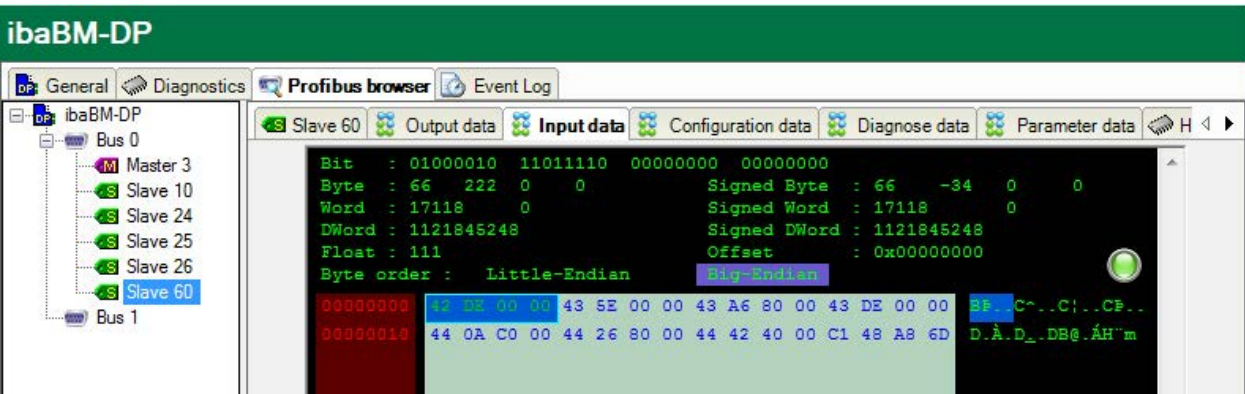 ibaBM-DP
General Diagnostics Profibus browser Event Log
ibaBM-DP
Bus 0
Master 3
Slave 10
Slave 24
Slave 25
Slave 26
Slave 60
Bus 1
Slave 60 Output data Input data Configuration data Diagnose data Parameter data H
Bit : 01000010 11011110 00000000 00000000
Byte : 66 222 0 0 Signed Byte : 66 -34 0 0
Word : 17118 0 Signed Word : 17118 0
DWord : 1121845248 Signed DWord : 1121845248
Float : 111 Offset : 0x00000000
Byte order : Little-Endian Big-Endian
00000000 42 DE 00 00 43 5E 00 00 43 A6 80 00 43 DE 00 00 BÞ..C^..C¦..CÞ..
00000010 44 0A C0 00 44 26 80 00 44 42 40 00 C1 48 A8 6D D.À.D_.DB@.ÁH¨m